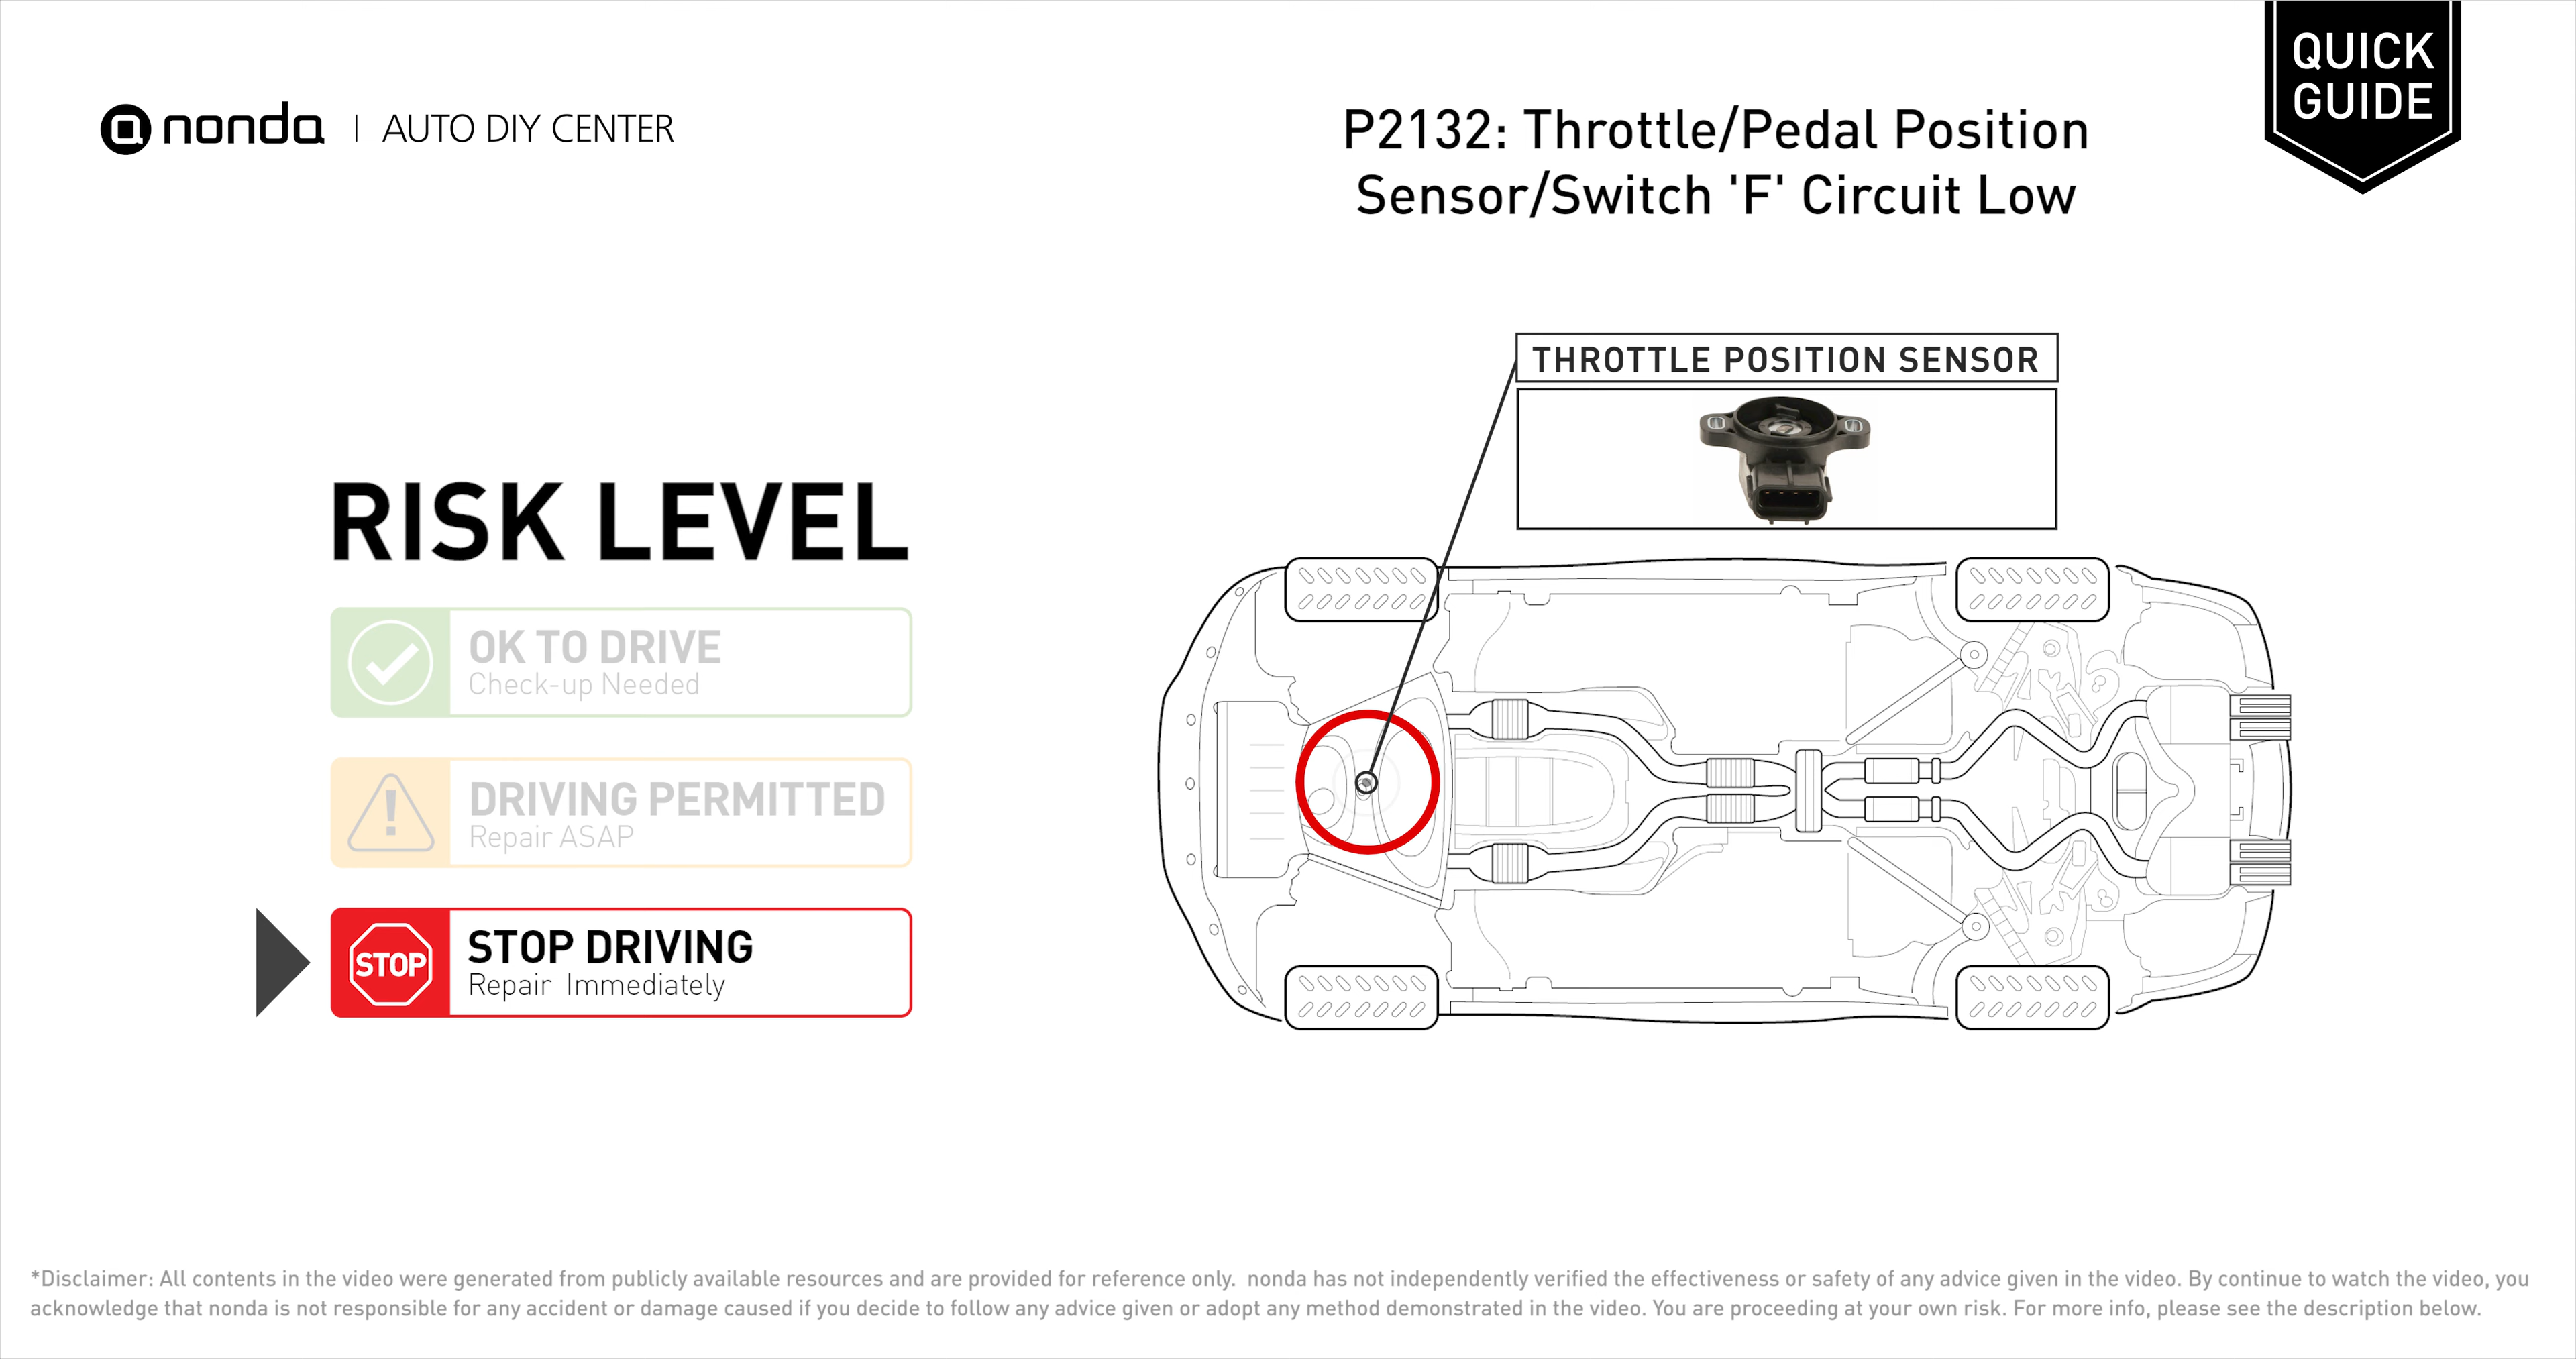 nonda | AUTO DIY CENTER
QUICK
GUIDE
P2132: Throttle/Pedal Position
Sensor/Switch 'F' Circuit Low
THROTTLE POSITION SENSOR
RISK LEVEL
OK TO DRIVE
Check-up Needed
DRIVING PERMITTED
Repair ASAP
STOP
STOP DRIVING
Repair Immediately
*Disclaimer: All contents in the video were generated from publicly available resources and are provided for reference only. nonda has not independently verified the effectiveness or safety of any advice given in the video. By continue to watch the video, you
acknowledge that nonda is not responsible for any accident or damage caused if you decide to follow any advice given or adopt any method demonstrated in the video. You are proceeding at your own risk. For more info, please see the description below.